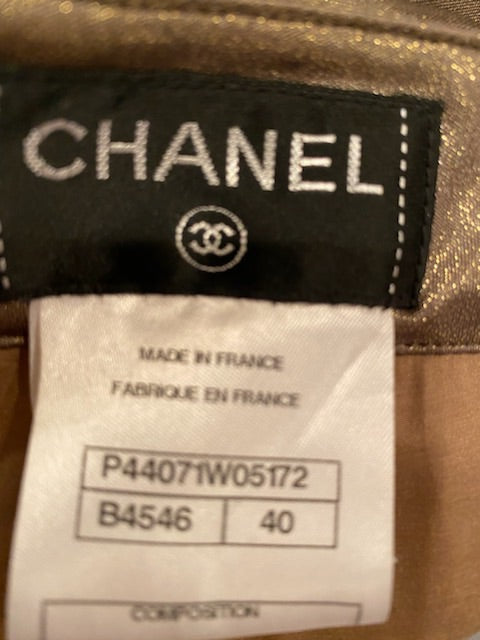 CHANEL
MADE IN FRANCE
FABRIQUE EN FRANCE
P44071W05172
B4546 40
COMPOSITION